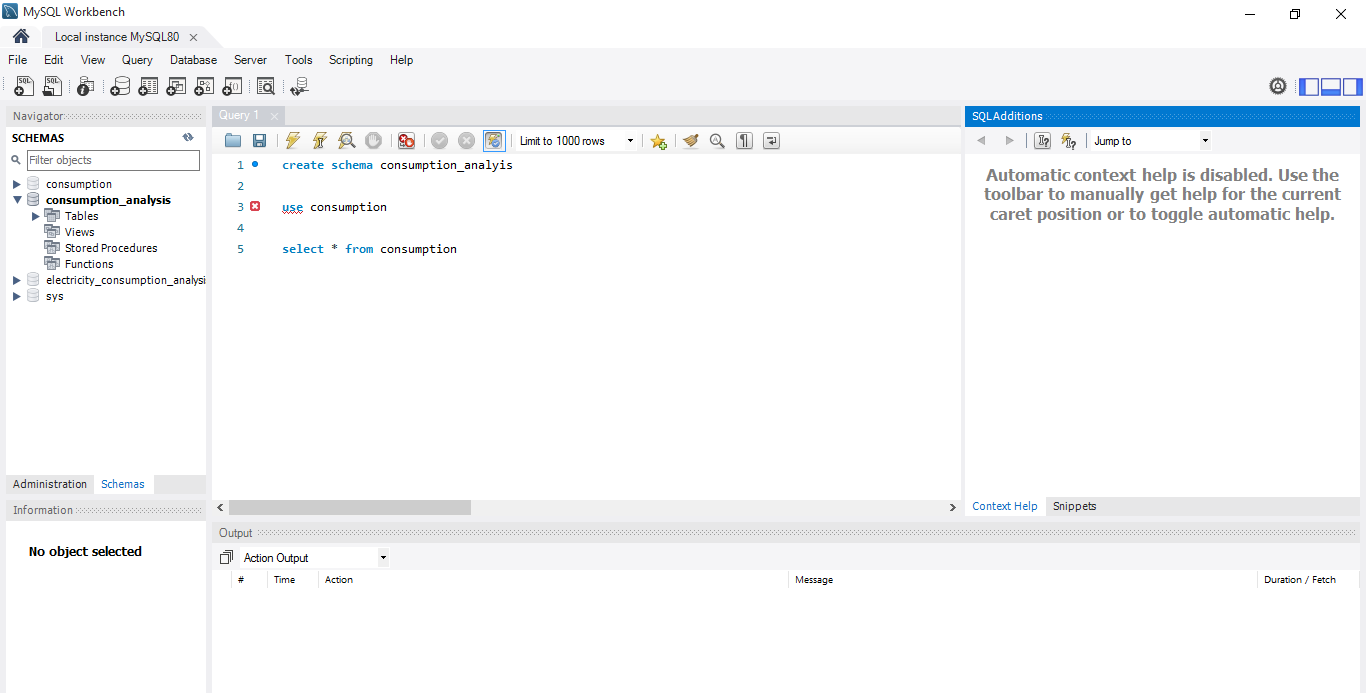 MySQL Workbench
Local instance MySQL80
File Edit View Query Database Server Tools Scripting Help
Navigator
SCHEMAS
Filter objects
consumption
consumption_analysis
Tables
Views
Stored Procedures
Functions
electricity_consumption_analysi
sys
Administration Schemas
Information
No object selected
Query 1
Limit to 1000 rows
1 create schema consumption_analyis
2
3 use consumption
4
5 select * from consumption
SQL Additions
Jump to
Automatic context help is disabled. Use the
toolbar to manually get help for the current
caret position or to toggle automatic help.
Context Help Snippets
Output
Action Output
# Time Action Message Duration / Fetch